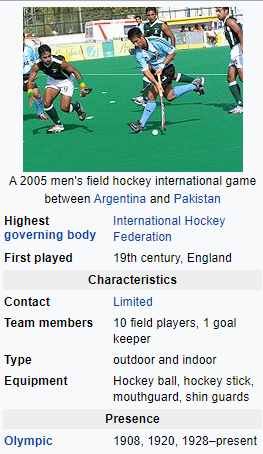 A 2005 men's field hockey international game
between Argentina and Pakistan
Highest governing body International Hockey Federation
First played 19th century, England
Characteristics
Contact Limited
Team members 10 field players, 1 goal keeper
Type outdoor and indoor
Equipment Hockey ball, hockey stick, mouthguard, shin guards
Presence
Olympic 1908, 1920, 1928–present